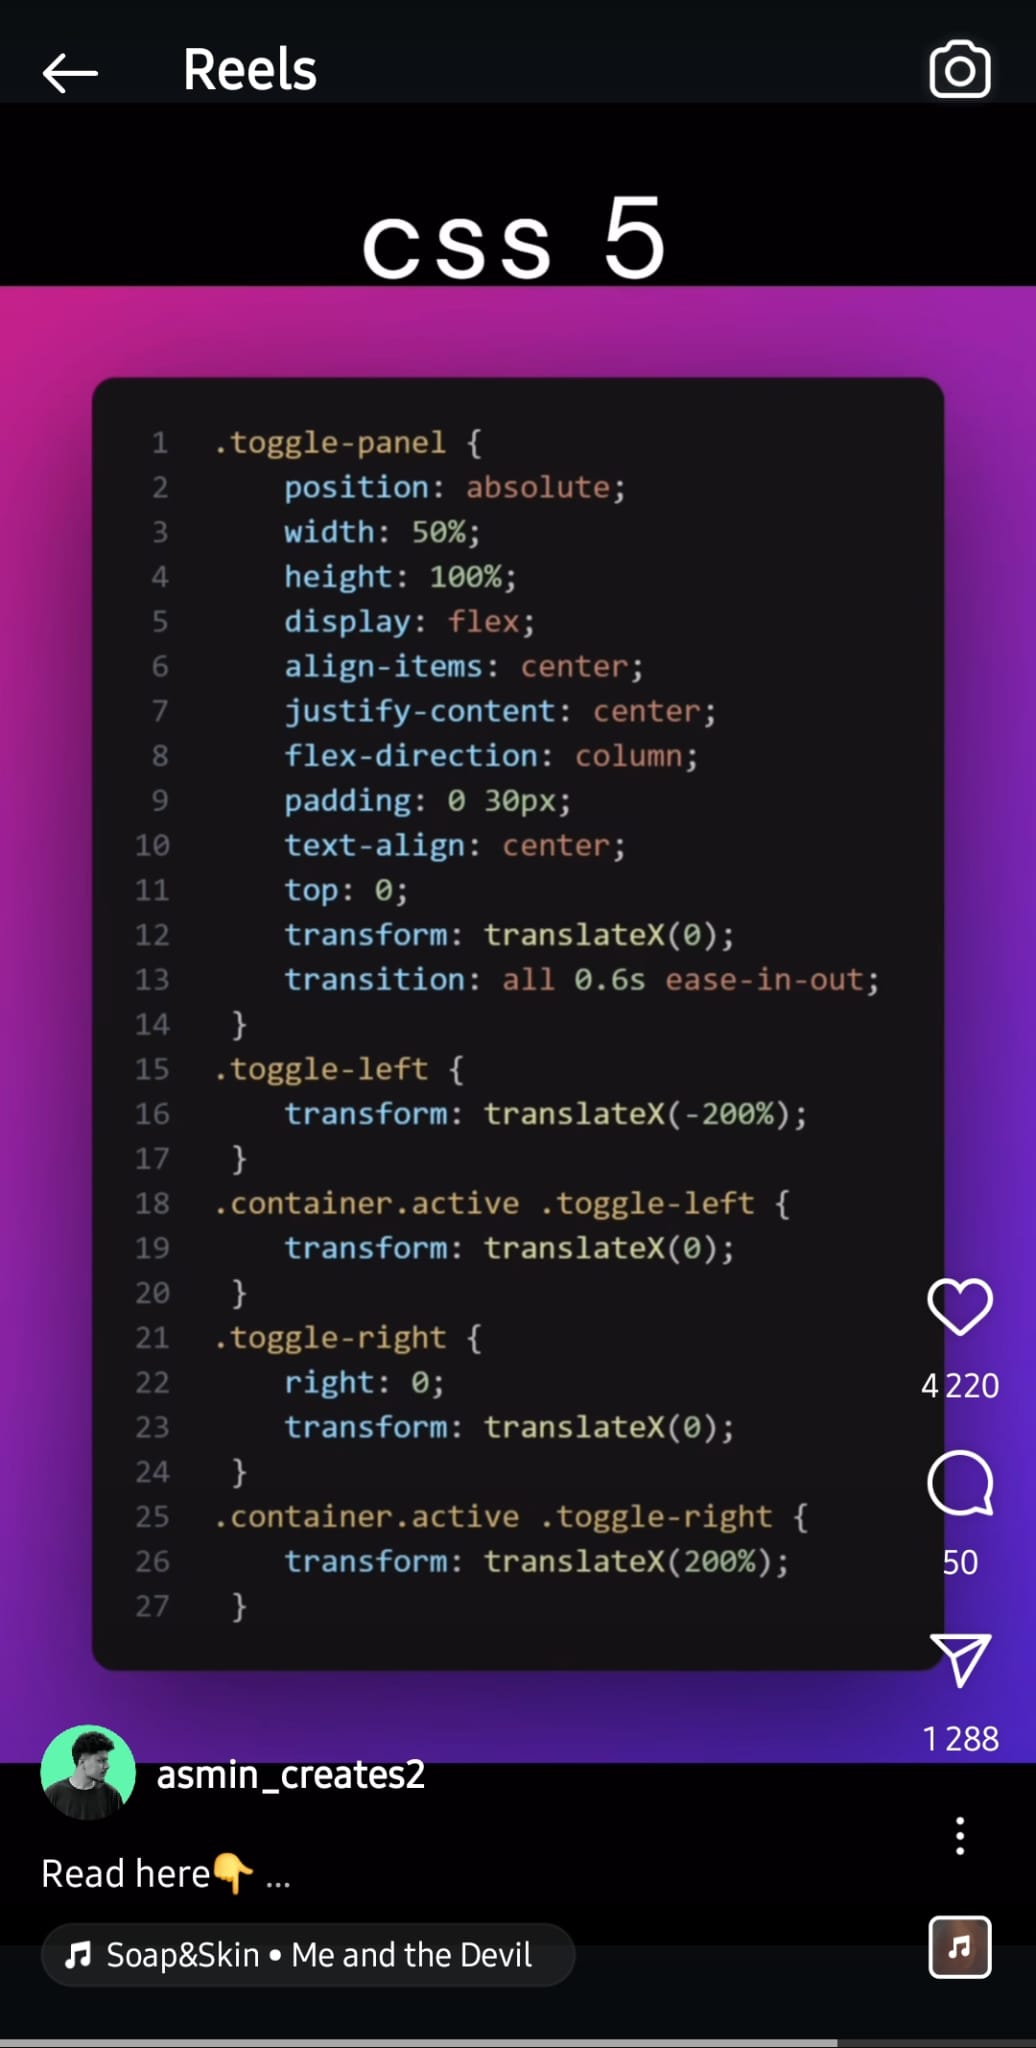 Reels
css 5
1 .toggle-panel {
2 position: absolute;
3 width: 50%;
4 height: 100%;
5 display: flex;
6 align-items: center;
7 justify-content: center;
8 flex-direction: column;
9 padding: 0 30px;
10 text-align: center;
11 top: 0;
12 transform: translateX(0);
13 transition: all 0.6s ease-in-out;
14 }
15 .toggle-left {
16 transform: translateX(-200%);
17 }
18 .container.active .toggle-left {
19 transform: translateX(0);
20 }
21 .toggle-right {
22 right: 0;
23 transform: translateX(0);
24 }
25 .container.active .toggle-right {
26 transform: translateX(200%);
27 }
4 220
50
1 288
asmin_creates2
Read here👇 ...
Soap&Skin • Me and the Devil